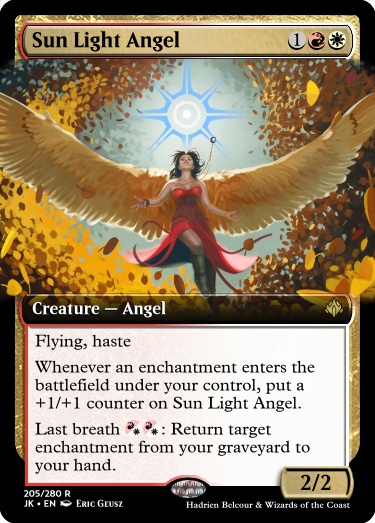 Sun Light Angel 1
Creature — Angel
Flying, haste
Whenever an enchantment enters the
battlefield under your control, put a
+1/+1 counter on Sun Light Angel.
Last breath : Return target
enchantment from your graveyard to
your hand.
2/2
205/280 R
JK • EN Eric Geusz
Hadrien Belcour & Wizards of the Coast